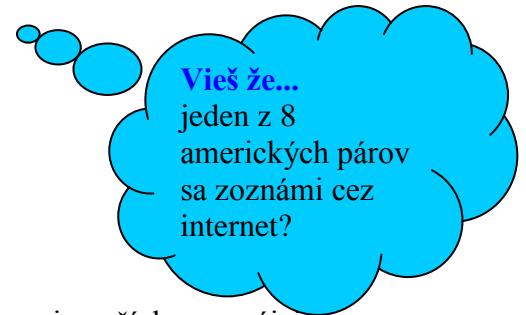 Vieš že...
jeden z 8
amerických párov
sa zoznámi cez
internet?